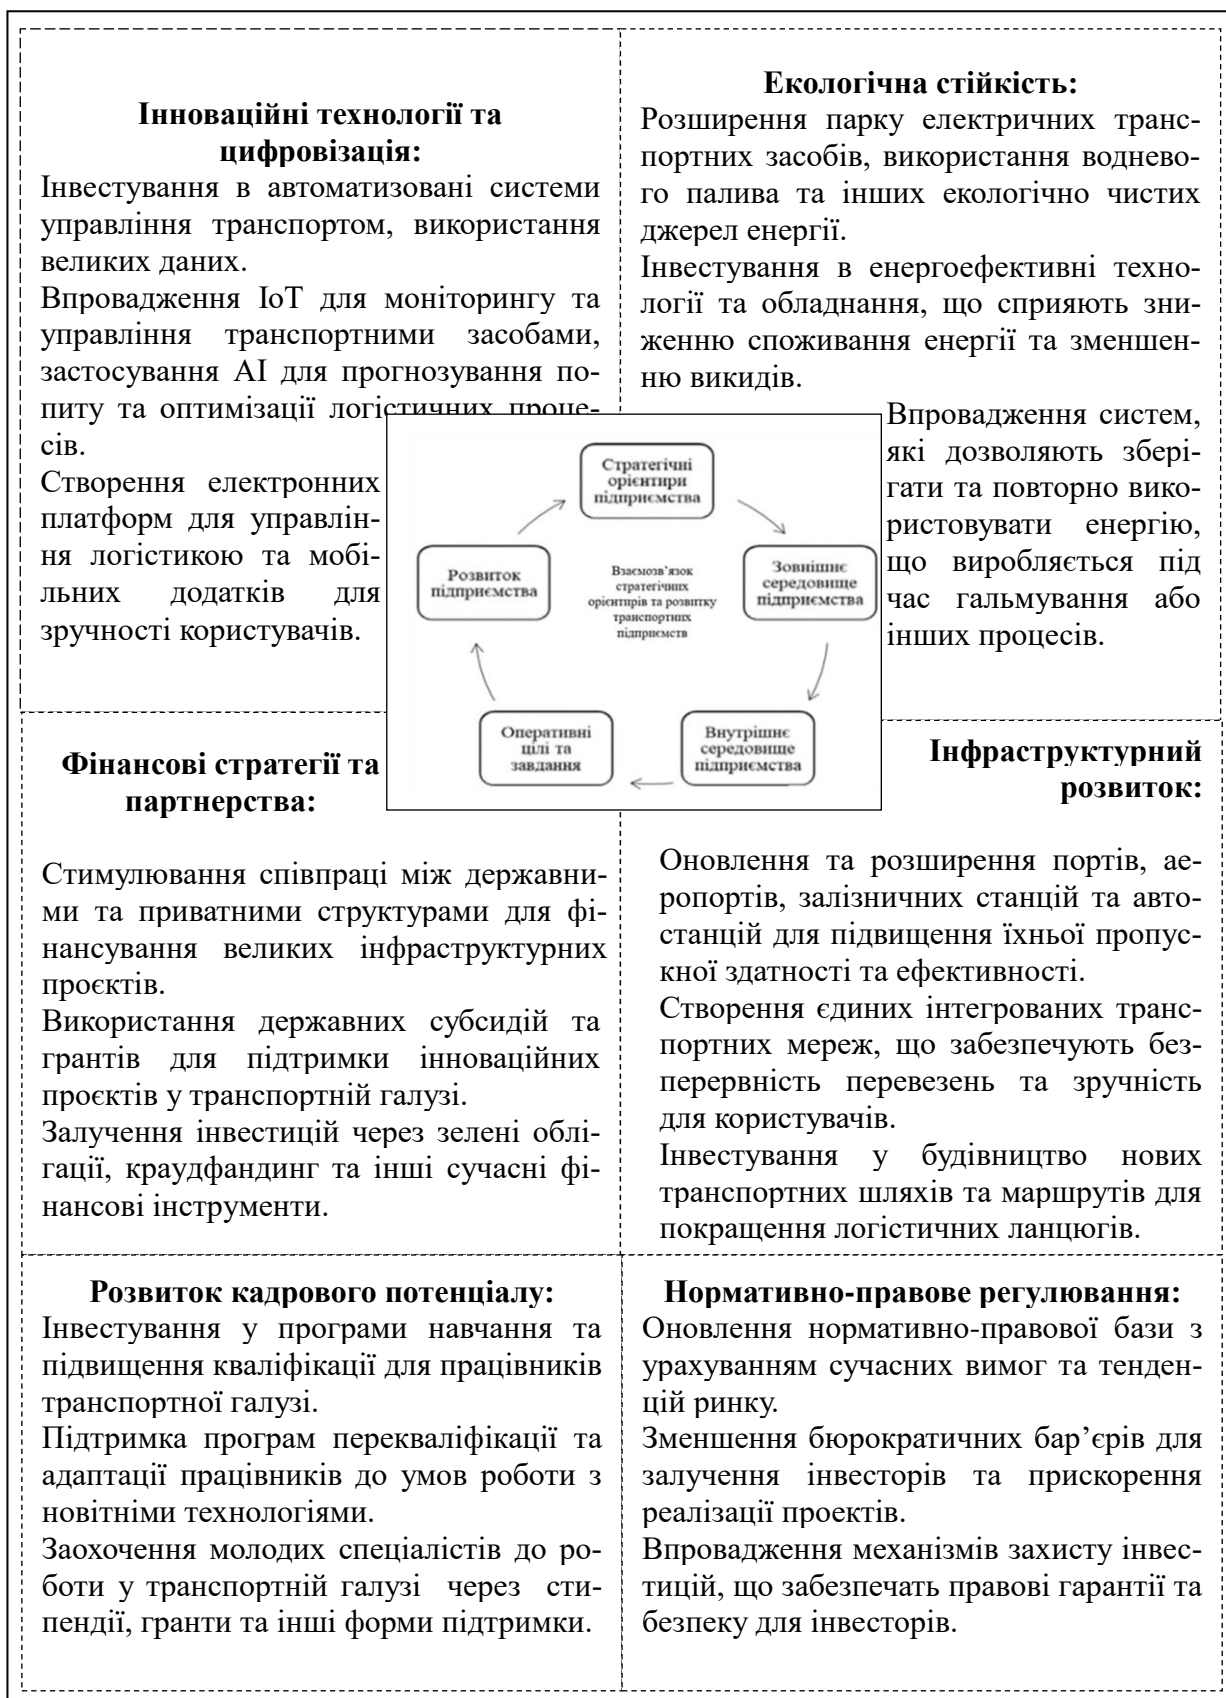 Інноваційні технології та
цифровізація:
Інвестування в автоматизовані системи
управління транспортом, використання
великих даних.
Впровадження IoT для моніторингу та
управління транспортними засобами,
застосування AI для прогнозування по-
питу та оптимізації логістичних проце-
сів.
Створення електронних
платформ для управлін-
ня логістикою та мобі-
льних додатків для
зручності користувачів.
Екологічна стійкість:
Розширення парку електричних транс-
портних засобів, використання воднево-
го палива та інших екологічно чистих
джерел енергії.
Інвестування в енергоефективні техно-
логії та обладнання, що сприяють зни-
женню споживання енергії та зменшен-
ню викидів.
Впровадження систем,
які дозволяють збері-
гати та повторно вико-
ристовувати енергію,
що виробляється під
час гальмування або
інших процесів.
Стратегічні
орієнтири
підприємства
Розвиток
підприємства
Взаємозв’язок
стратегічних
орієнтирів та розвитку
транспортних
підприємств
Зовнішнє
середовище
підприємства
Оперативні
цілі та
завдання
Внутрішнє
середовище
підприємства
Фінансові стратегії та
партнерства:
Стимулювання співпраці між державни-
ми та приватними структурами для фі-
нансування великих інфраструктурних
проєктів.
Використання державних субсидій та
грантів для підтримки інноваційних
проєктів у транспортній галузі.
Залучення інвестицій через зелені облі-
гації, краудфандинг та інші сучасні фі-
нансові інструменти.
Інфраструктурний
розвиток:
Оновлення та розширення портів, ае-
ропортів, залізничних станцій та авто-
станцій для підвищення їхньої пропус-
кної здатності та ефективності.
Створення єдиних інтегрованих транс-
портних мереж, що забезпечують без-
перервність перевезень та зручність
для користувачів.
Інвестування у будівництво нових
транспортних шляхів та маршрутів для
покращення логістичних ланцюгів.
Розвиток кадрового потенціалу:
Інвестування у програми навчання та
підвищення кваліфікації для працівників
транспортної галузі.
Підтримка програм перекваліфікації та
адаптації працівників до умов роботи з
новітніми технологіями.
Заохочення молодих спеціалістів до ро-
боти у транспортній галузі через сти-
пендії, гранти та інші форми підтримки.
Нормативно-правове регулювання:
Оновлення нормативно-правової бази з
урахуванням сучасних вимог та тенден-
цій ринку.
Зменшення бюрократичних бар’єрів для
залучення інвесторів та прискорення
реалізації проектів.
Впровадження механізмів захисту інвес-
тицій, що забезпечать правові гарантії та
безпеку для інвесторів.